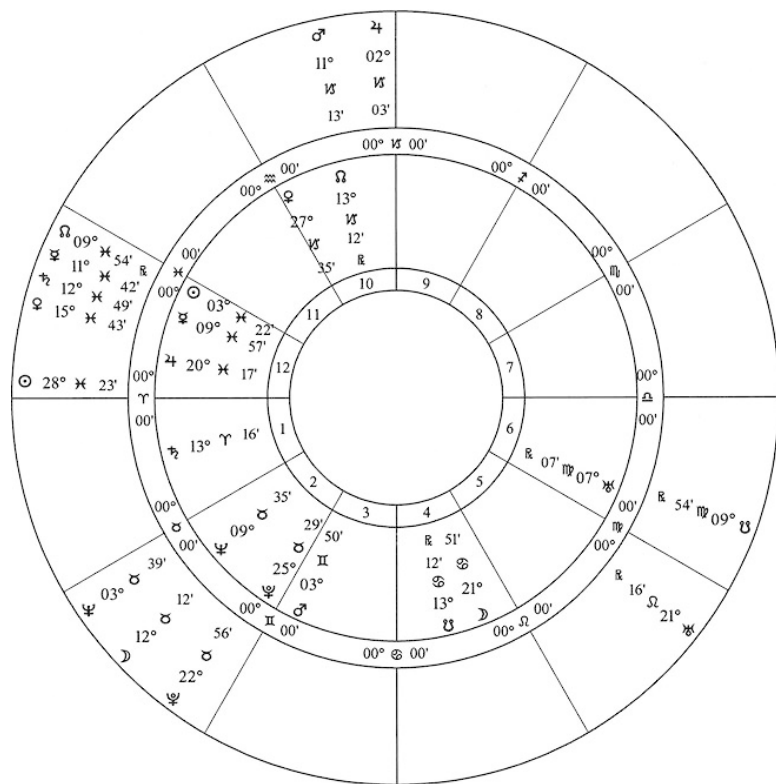 ♂ ♃
11° 02°
♑ ♑
13' 03'
00° ♑ 00'
00° ♒ 00'
00° ♐ 00'
♀ 27° ♑ 35'
☊ 13° ♑ 12' ℞
☊ 09° ♓ 54' ℞
☿ 11° ♓ 42'
♄ 12° ♓ 49'
♀ 15° ♓ 43'
00° ♓ 00'
00° ♏ 00'
☉ 03° ♓ 22'
☿ 09° ♓ 57'
♃ 20° ♓ 17'
10 9
11 8
12 7
☉ 28° ♓ 23'
00° ♈ 00'
00° ♎ 00'
1 6
2 5
3 4
♄ 13° ♈ 16'
℞ 07' ♍ 07° ♅
℞ 54' ♍ 09° ☋
00° ♉ 00'
00° ♍ 00'
♆ 09° ♉ 35'
♇ 25° ♉ 29'
♂ 03° ♊ 50'
℞ 12' ♋ 13° ☋
51' ♋ 21° ☽
℞ 16' ♌ 21° ♅
♆ 03° ♉ 39'
☽ 12° ♉ 12'
♇ 22° ♉ 56'
00° ♊ 00'
00° ♌ 00'
00° ♋ 00'